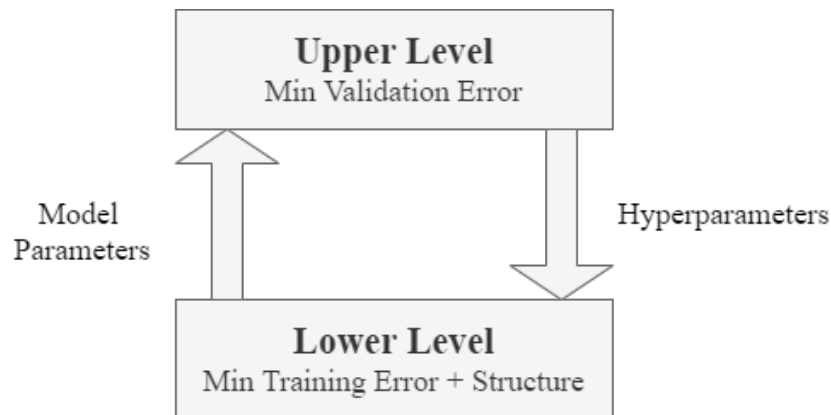 Upper Level
Min Validation Error
Model
Parameters
Hyperparameters
Lower Level
Min Training Error + Structure